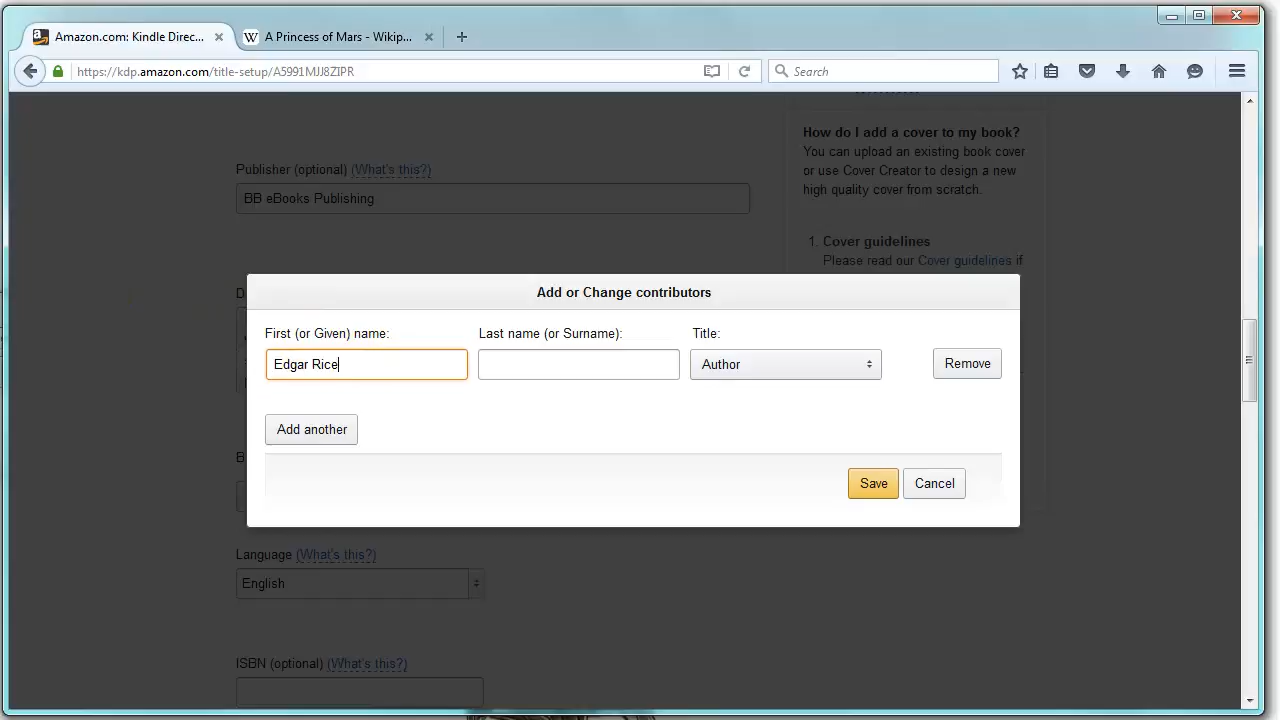 Amazon.com: Kindle Direc...
A Princess of Mars - Wikip...
https://kdp.amazon.com/title-setup/A5991MJJ8ZIPR
Search
How do I add a cover to my book?
You can upload an existing book cover
or use Cover Creator to design a new
high quality cover from scratch.
Publisher (optional) (What's this?)
BB eBooks Publishing
1. Cover guidelines
Please read our Cover guidelines if
D
Add or Change contributors
First (or Given) name:
Last name (or Surname):
Title:
Edgar Rice
Author
Remove
Add another
B
Save
Cancel
Language (What's this?)
English
ISBN (optional) (What's this?)